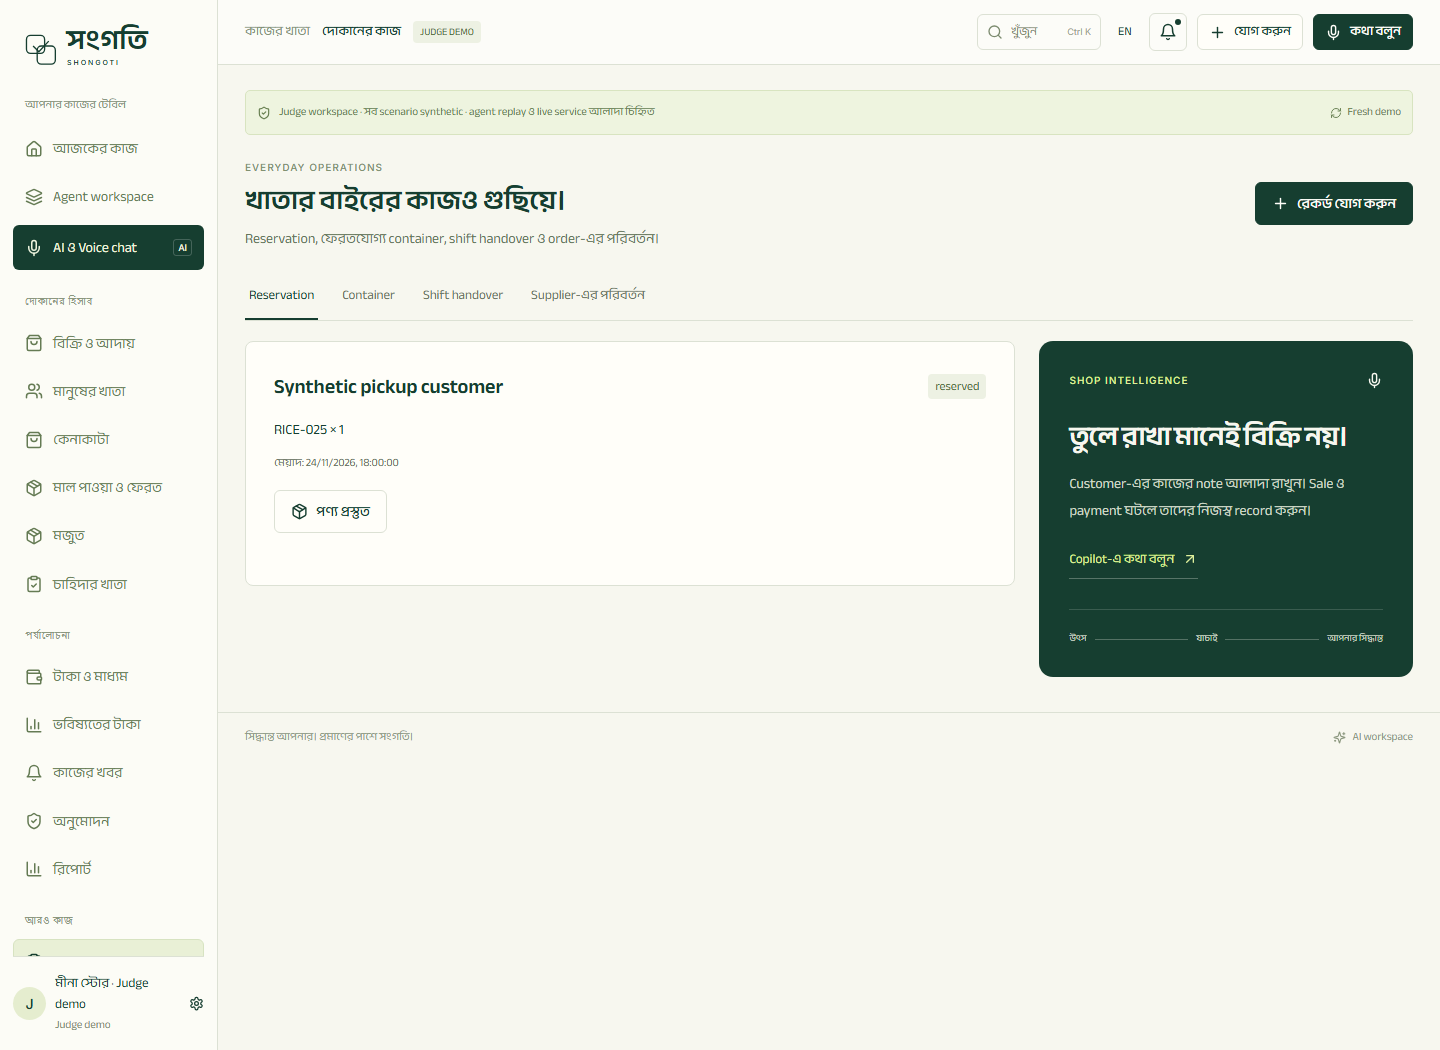 সংগতি
SHONGOTI
আপনার কাজের টেবিল
আজকের কাজ
Agent workspace
AI ও Voice chat
AI
দোকানের হিসাব
বিক্রি ও আদায়
মানুষের খাতা
কেনাকাটা
মাল পাওয়া ও ফেরত
মজুত
চাহিদার খাতা
পর্যালোচনা
টাকা ও মাধ্যম
ভবিষ্যতের টাকা
কাজের খবর
অনুমোদন
রিপোর্ট
আরও কাজ
J
মীনা স্টোর · Judge
demo
Judge demo
কাজের খাতা দোকানের কাজ JUDGE DEMO
খুঁজুন Ctrl K
EN
যোগ করুন
কথা বলুন
Judge workspace · সব scenario synthetic · agent replay ও live service আলাদা চিহ্নিত
Fresh demo
EVERYDAY OPERATIONS
খাতার বাইরের কাজও গুছিয়ে।
Reservation, ফেরতযোগ্য container, shift handover ও order-এর পরিবর্তন।
রেকর্ড যোগ করুন
Reservation Container Shift handover Supplier-এর পরিবর্তন
Synthetic pickup customer
reserved
RICE-025 × 1
মেয়াদ: 24/11/2026, 18:00:00
পণ্য প্রস্তুত
SHOP INTELLIGENCE
তুলে রাখা মানেই বিক্রি নয়।
Customer-এর কাজের note আলাদা রাখুন। Sale ও
payment ঘটলে তাদের নিজস্ব record করুন।
Copilot-এ কথা বলুন
উৎস যাচাই আপনার সিদ্ধান্ত
সিদ্ধান্ত আপনার। প্রমাণের পাশে সংগতি।
AI workspace